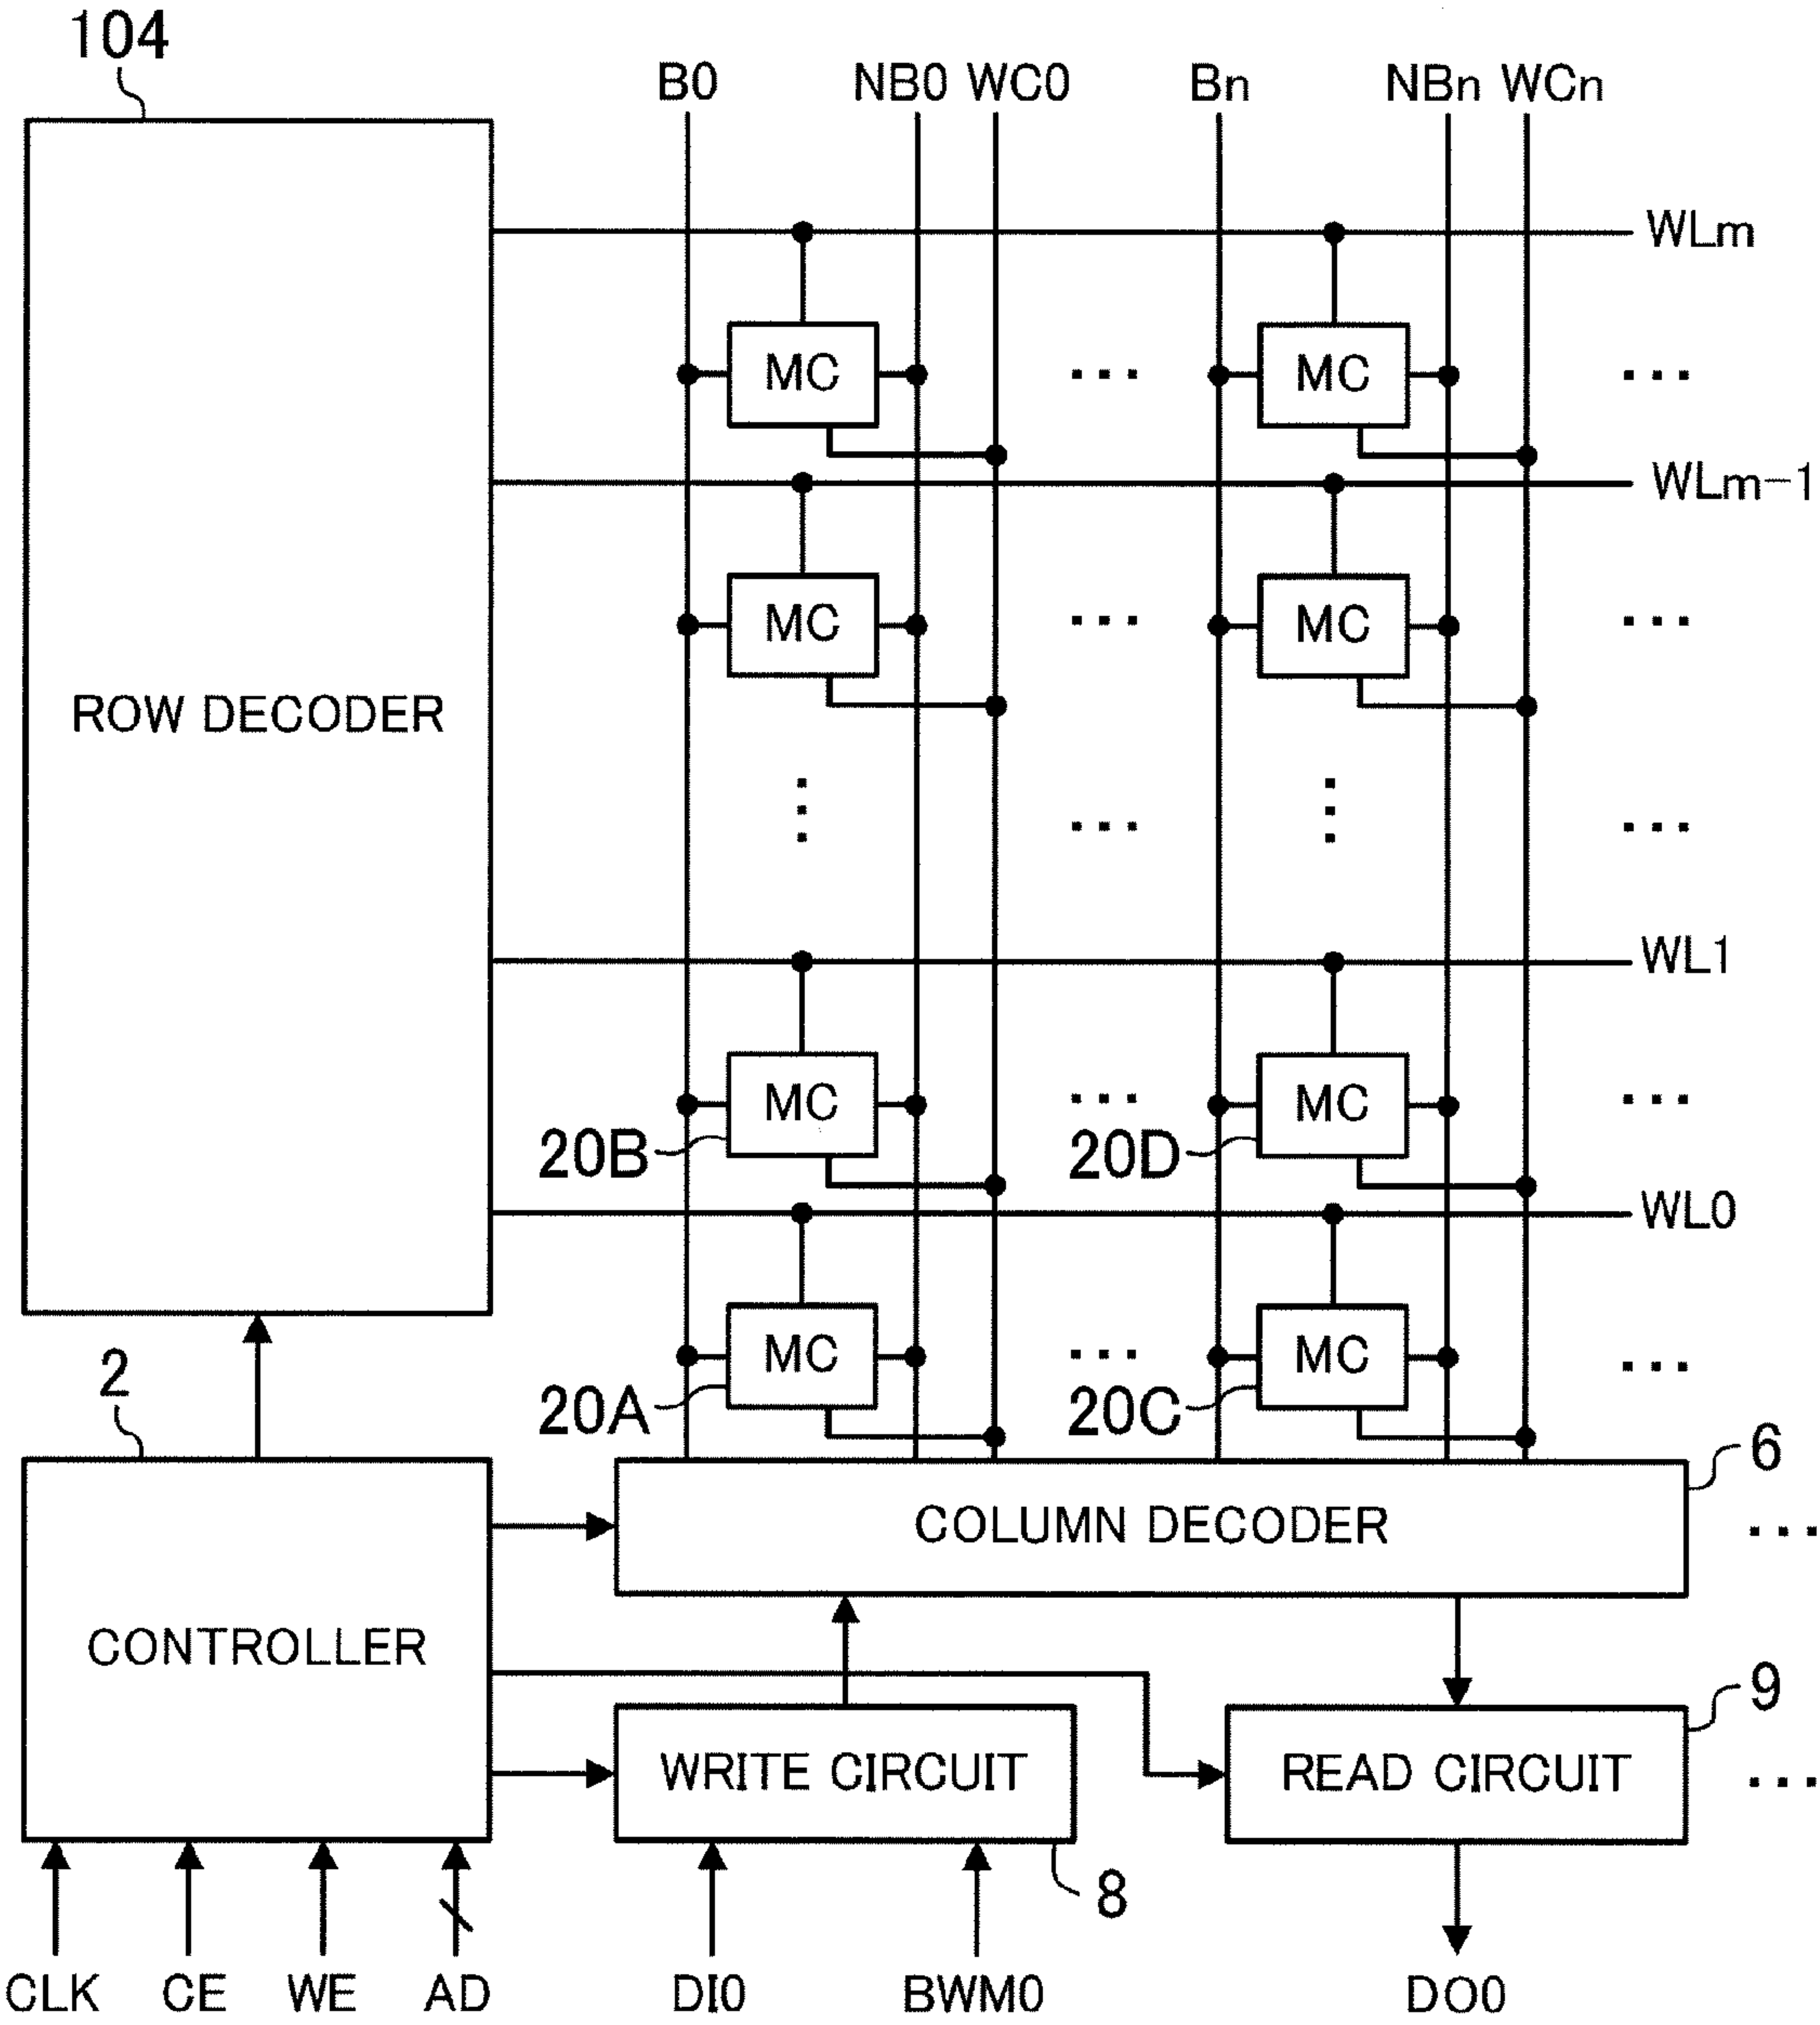 104
B0 NB0 WC0 Bn NBn WCn
WLm
MC ... MC ...
WLm-1
MC ... MC ...
ROW DECODER
... ...
WL1
MC ... MC ...
20B 20D
WL0
MC ... MC ...
2
20A 20C
6
COLUMN DECODER ...
CONTROLLER
9
WRITE CIRCUIT READ CIRCUIT ...
8
CLK CE WE AD DI0 BWM0 DO0